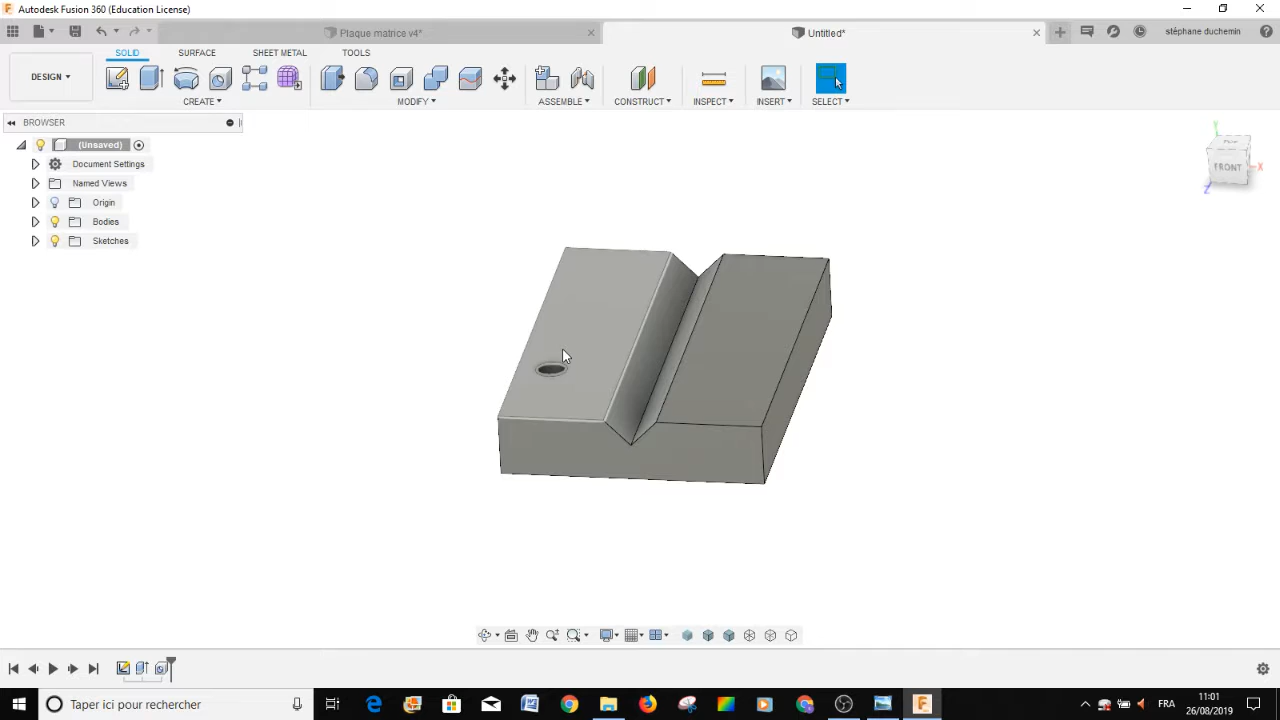 Autodesk Fusion 360 (Education License)
Plaque matrice v4*
Untitled*
stéphane duchemin
SOLID SURFACE SHEET METAL TOOLS
DESIGN
CREATE MODIFY ASSEMBLE CONSTRUCT INSPECT INSERT SELECT
BROWSER
(Unsaved)
Document Settings
Named Views
Origin
Bodies
Sketches
FRONT
X
Y
Z
Taper ici pour rechercher
FRA
11:01
26/08/2019